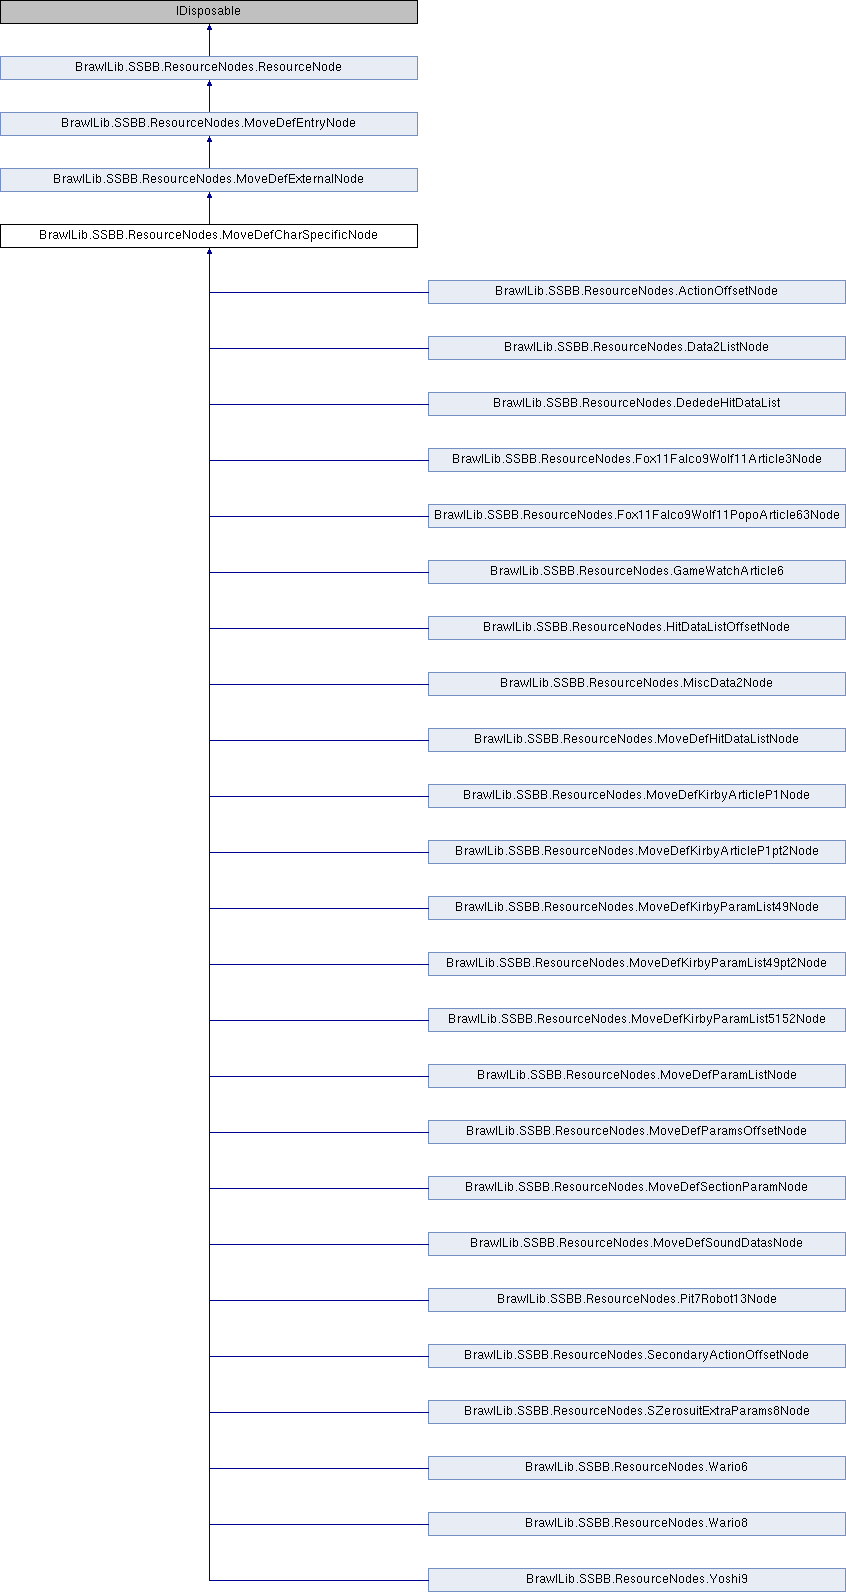 IDisposable
BrawlLib.SSBB.ResourceNodes.ResourceNode
BrawlLib.SSBB.ResourceNodes.MoveDefEntryNode
BrawlLib.SSBB.ResourceNodes.MoveDefExternalNode
BrawlLib.SSBB.ResourceNodes.MoveDefCharSpecificNode
BrawlLib.SSBB.ResourceNodes.ActionOffsetNode
BrawlLib.SSBB.ResourceNodes.Data2ListNode
BrawlLib.SSBB.ResourceNodes.DededeHitDataList
BrawlLib.SSBB.ResourceNodes.Fox11Falco9Wolf11Article3Node
BrawlLib.SSBB.ResourceNodes.Fox11Falco9Wolf11PopoArticle63Node
BrawlLib.SSBB.ResourceNodes.GameWatchArticle6
BrawlLib.SSBB.ResourceNodes.HitDataListOffsetNode
BrawlLib.SSBB.ResourceNodes.MiscData2Node
BrawlLib.SSBB.ResourceNodes.MoveDefHitDataListNode
BrawlLib.SSBB.ResourceNodes.MoveDefKirbyArticleP1Node
BrawlLib.SSBB.ResourceNodes.MoveDefKirbyArticleP1pt2Node
BrawlLib.SSBB.ResourceNodes.MoveDefKirbyParamList49Node
BrawlLib.SSBB.ResourceNodes.MoveDefKirbyParamList49pt2Node
BrawlLib.SSBB.ResourceNodes.MoveDefKirbyParamList5152Node
BrawlLib.SSBB.ResourceNodes.MoveDefParamListNode
BrawlLib.SSBB.ResourceNodes.MoveDefParamsOffsetNode
BrawlLib.SSBB.ResourceNodes.MoveDefSectionParamNode
BrawlLib.SSBB.ResourceNodes.MoveDefSoundDatasNode
BrawlLib.SSBB.ResourceNodes.Pit7Robot13Node
BrawlLib.SSBB.ResourceNodes.SecondaryActionOffsetNode
BrawlLib.SSBB.ResourceNodes.SZerosuitExtraParams8Node
BrawlLib.SSBB.ResourceNodes.Wario6
BrawlLib.SSBB.ResourceNodes.Wario8
BrawlLib.SSBB.ResourceNodes.Yoshi9